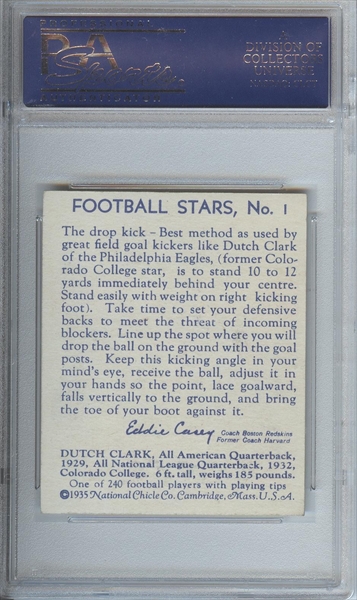 PSA
A
DIVISION OF
COLLECTORS
UNIVERSE
FOOTBALL STARS, No. 1
The drop kick – Best method as used by
great field goal kickers like Dutch Clark
of the Philadelphia Eagles, (former Colo-
rado College star, is to stand 10 to 12
yards immediately behind your centre.
Stand easily with weight on right kicking
foot). Take time to set your defensive
backs to meet the threat of incoming
blockers. Line up the spot where you will
drop the ball on the ground with the goal
posts. Keep this kicking angle in your
mind's eye, receive the ball, adjust it in
your hands so the point, lace goalward,
falls vertically to the ground, and bring
the toe of your boot against it.
Eddie Casey Coach Boston Redskins
Former Coach Harvard
DUTCH CLARK, All American Quarterback,
1929, All National League Quarterback, 1932,
Colorado College. 6 ft. tall, weighs 185 pounds.
One of 240 football players with playing tips
©1935 National Chicle Co. Cambridge, Mass. U.S.A.